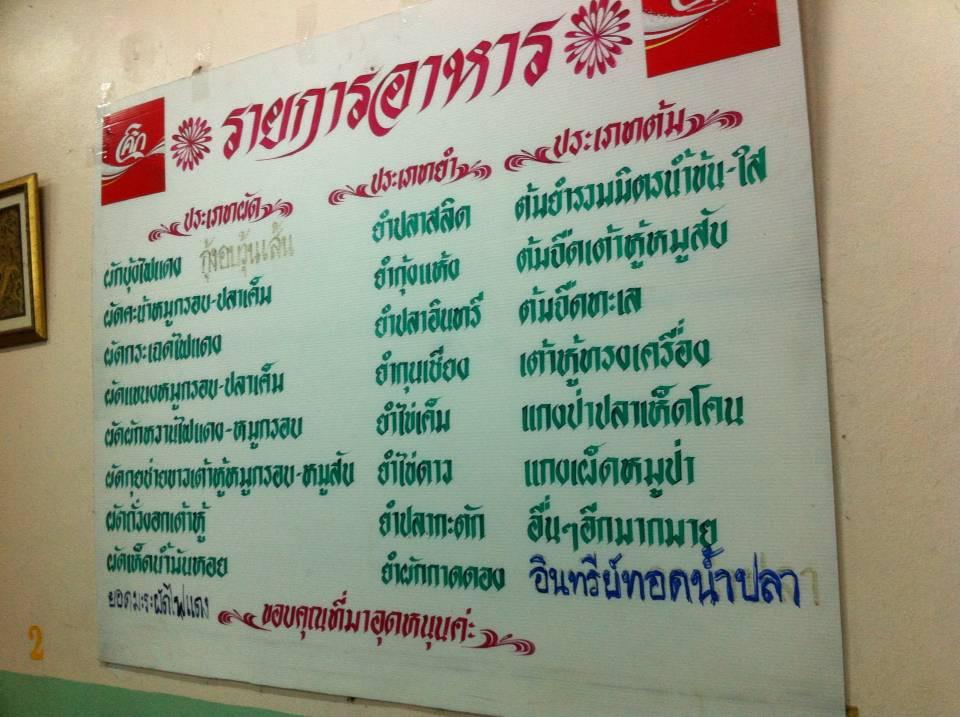 รายการอาหาร
โค้ก
ประเภทผัด
ผักบุ้งไฟแดง กุ้งอบวุ้นเส้น
ผัดคะน้าหมูกรอบ-ปลาเค็ม
ผัดกระเฉดไฟแดง
ผัดแขนงหมูกรอบ-ปลาเค็ม
ผัดผักหวานไฟแดง-หมูกรอบ
ผัดกุยช่ายขาวเต้าหู้หมูกรอบ-หมูสับ
ผัดถั่วงอกเต้าหู้
ผัดเห็ดน้ำมันหอย
ยอดมะระผัดไฟแดง
ประเภทยำ
ยำปลาสลิด
ยำกุ้งแห้ง
ยำปลาอินทรี
ยำกุนเชียง
ยำไข่เค็ม
ยำไข่ดาว
ยำปลากะตัก
ยำผักกาดดอง
ประเภทต้ม
ต้มยำรวมมิตรน้ำข้น-ใส
ต้มจืดเต้าหู้หมูสับ
ต้มจืดทะเล
เต้าหู้ทรงเครื่อง
แกงป่าปลาเห็ดโคน
แกงเผ็ดหมูป่า
อื่นๆอีกมากมาย
อินทรีย์ทอดน้ำปลา
ขอบคุณที่มาอุดหนุนค่ะ
2